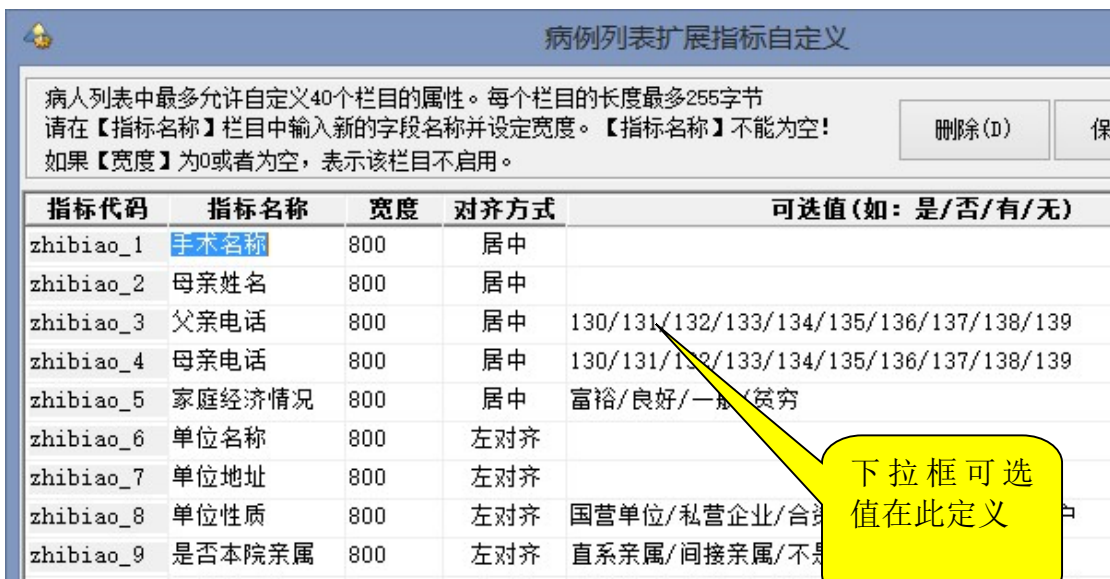 病例列表扩展指标自定义
病人列表中最多允许自定义40个栏目的属性。每个栏目的长度最多255字节
请在【指标名称】栏目中输入新的字段名称并设定宽度。【指标名称】不能为空!
如果【宽度】为0或者为空，表示该栏目不启用。
删除(D)
保
指标代码 指标名称 宽度 对齐方式 可选值(如: 是/否/有/无)
zhibiao_1 手术名称 800 居中
zhibiao_2 母亲姓名 800 居中
zhibiao_3 父亲电话 800 居中 130/131/132/133/134/135/136/137/138/139
zhibiao_4 母亲电话 800 居中 130/131/132/133/134/135/136/137/138/139
zhibiao_5 家庭经济情况 800 居中 富裕/良好/一般/贫穷
zhibiao_6 单位名称 800 左对齐
zhibiao_7 单位地址 800 左对齐
zhibiao_8 单位性质 800 左对齐 国营单位/私营企业/合资
zhibiao_9 是否本院亲属 800 左对齐 直系亲属/间接亲属/不是
下拉框可选
值在此定义